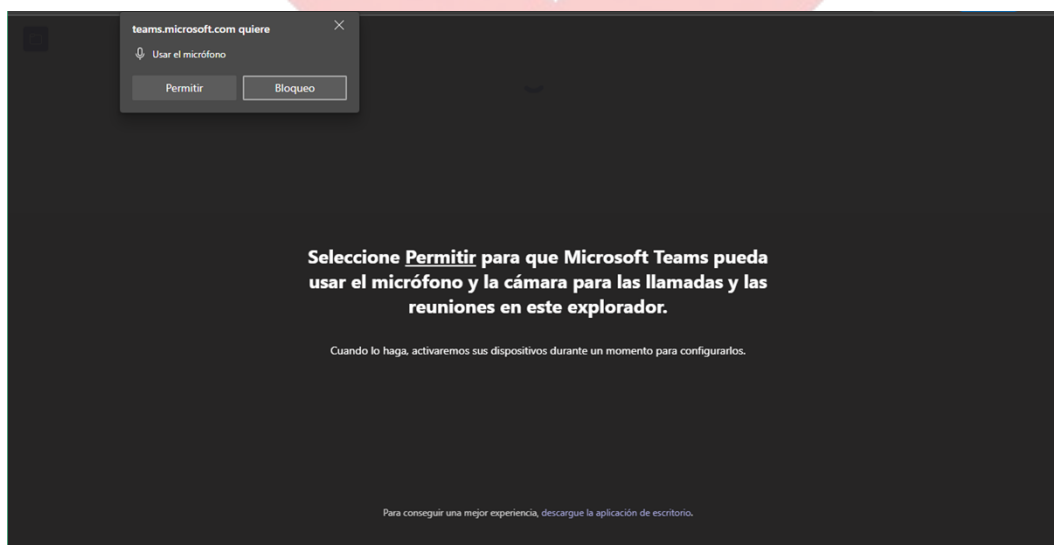 teams.microsoft.com quiere
Usar el micrófono
Permitir
Bloqueo
Seleccione Permitir para que Microsoft Teams pueda
usar el micrófono y la cámara para las llamadas y las
reuniones en este explorador.
Cuando lo haga, activaremos sus dispositivos durante un momento para configurarlos.
Para conseguir una mejor experiencia, descargue la aplicación de escritorio.